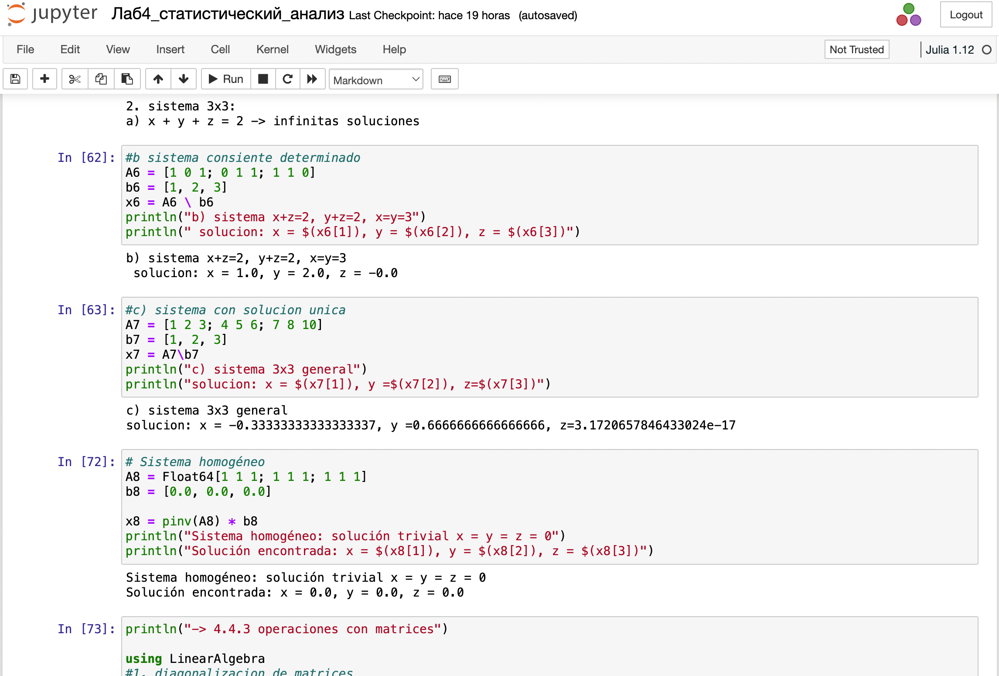 jupyter Лаб4_статистический_анализ Last Checkpoint: hace 19 horas (autosaved) Logout
File Edit View Insert Cell Kernel Widgets Help Not Trusted Julia 1.12
Run Markdown
2. sistema 3x3:
a) x + y + z = 2 -> infinitas soluciones
In [62]: #b sistema consiente determinado
A6 = [1 0 1; 0 1 1; 1 1 0]
b6 = [1, 2, 3]
x6 = A6 \ b6
println("b) sistema x+z=2, y+z=2, x=y=3")
println(" solucion: x = $(x6[1]), y = $(x6[2]), z = $(x6[3])")
b) sistema x+z=2, y+z=2, x=y=3
 solucion: x = 1.0, y = 2.0, z = -0.0
In [63]: #c) sistema con solucion unica
A7 = [1 2 3; 4 5 6; 7 8 10]
b7 = [1, 2, 3]
x7 = A7\b7
println("c) sistema 3x3 general")
println("solucion: x = $(x7[1]), y =$(x7[2]), z=$(x7[3])")
c) sistema 3x3 general
solucion: x = -0.33333333333333337, y =0.6666666666666666, z=3.1720657846433024e-17
In [72]: # Sistema homogéneo
A8 = Float64[1 1 1; 1 1 1; 1 1 1]
b8 = [0.0, 0.0, 0.0]
x8 = pinv(A8) * b8
println("Sistema homogéneo: solución trivial x = y = z = 0")
println("Solución encontrada: x = $(x8[1]), y = $(x8[2]), z = $(x8[3])")
Sistema homogéneo: solución trivial x = y = z = 0
Solución encontrada: x = 0.0, y = 0.0, z = 0.0
In [73]: println("-> 4.4.3 operaciones con matrices")
using LinearAlgebra
#1. diagonalizacion de matrices